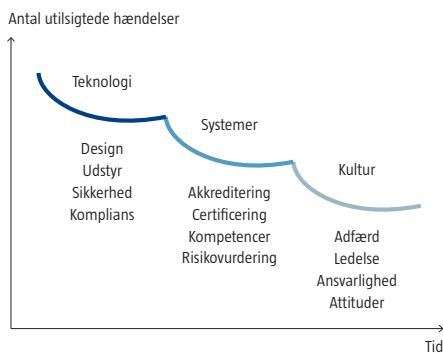 Antal utilsigtede hændelser
Teknologi
Design
Udstyr
Sikkerhed
Komplians
Systemer
Akkreditering
Certificering
Kompetencer
Risikovurdering
Kultur
Adfærd
Ledelse
Ansvarlighed
Attituder
Tid